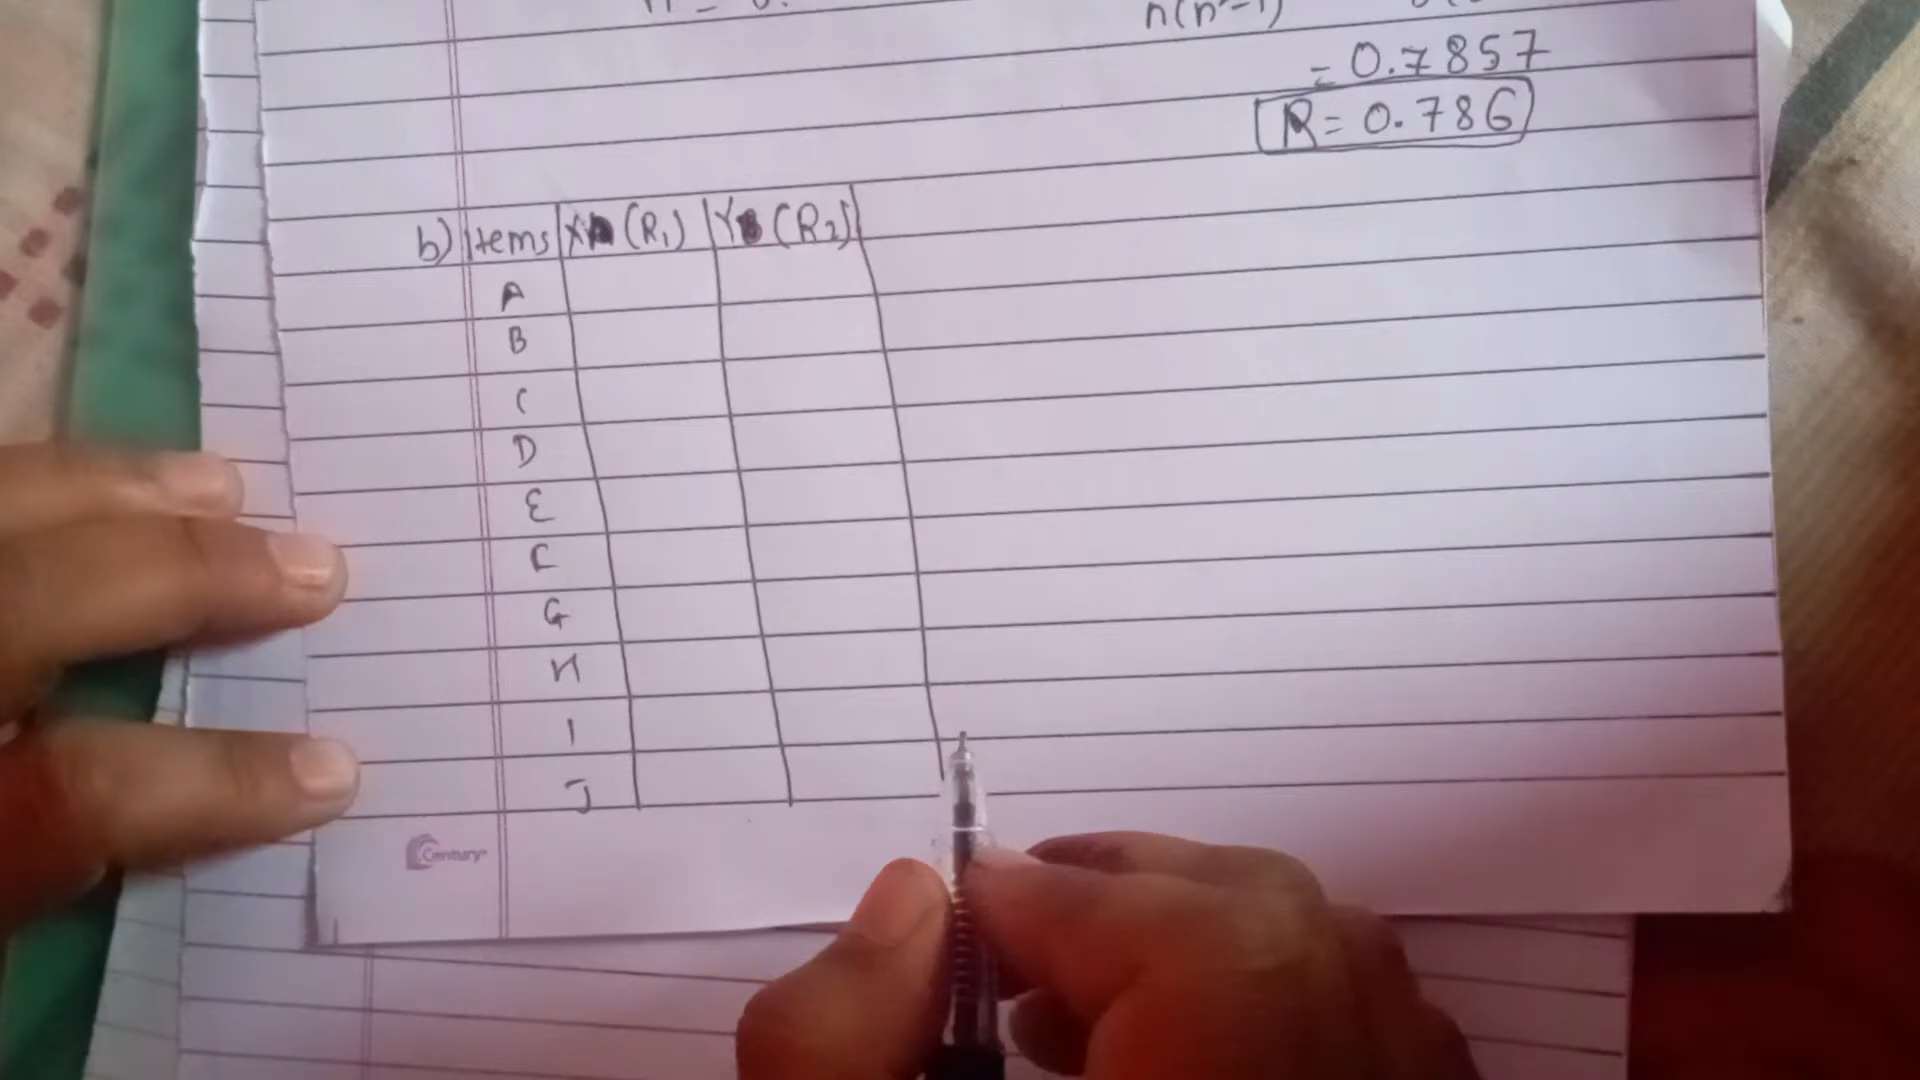 n(n²-1)
= 0.7857
R = 0.786
b) Items X (R₁) Y (R₂)
A
B
C
D
E
F
G
H
I
J
Century